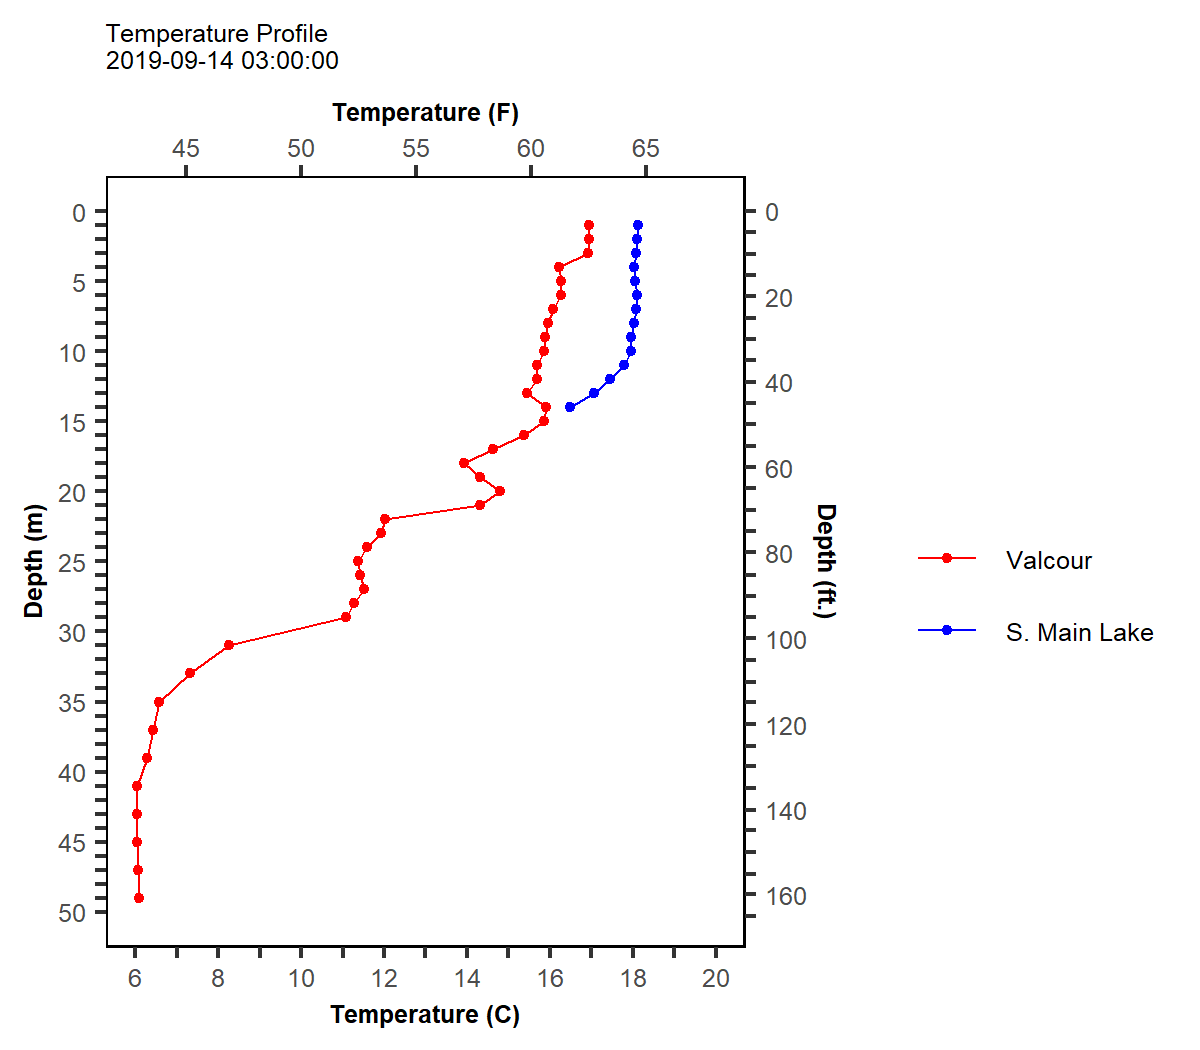 Temperature Profile
2019-09-14 03:00:00
Temperature (F)
45 50 55 60 65
0 0
5
20
10
40
15
60
20
Depth (m)
Depth (ft.)
80
25
Valcour
30
100
S. Main Lake
35
120
40
140
45
160
50
6 8 10 12 14 16 18 20
Temperature (C)